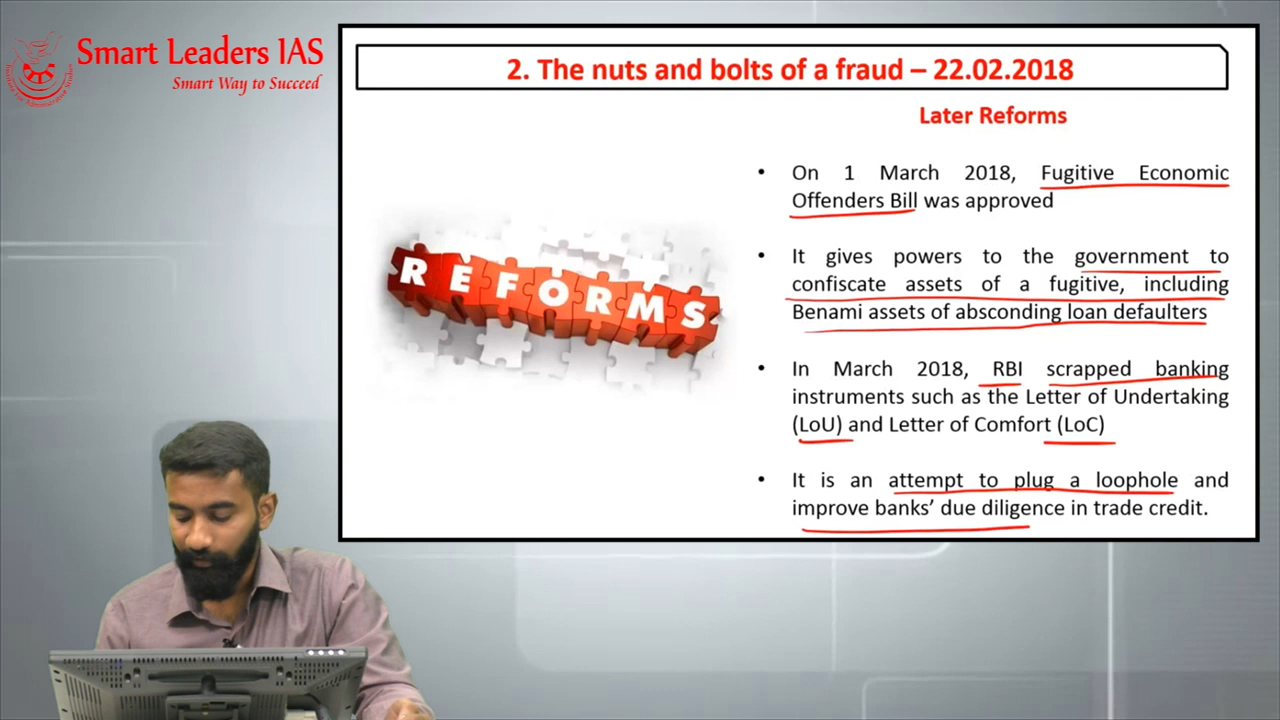 Smart Leaders IAS
Smart Way to Succeed
2. The nuts and bolts of a fraud – 22.02.2018
Later Reforms
• On 1 March 2018, Fugitive Economic
Offenders Bill was approved
• It gives powers to the government to
confiscate assets of a fugitive, including
Benami assets of absconding loan defaulters
• In March 2018, RBI scrapped banking
instruments such as the Letter of Undertaking
(LoU) and Letter of Comfort (LoC)
• It is an attempt to plug a loophole and
improve banks’ due diligence in trade credit.
REFORMS